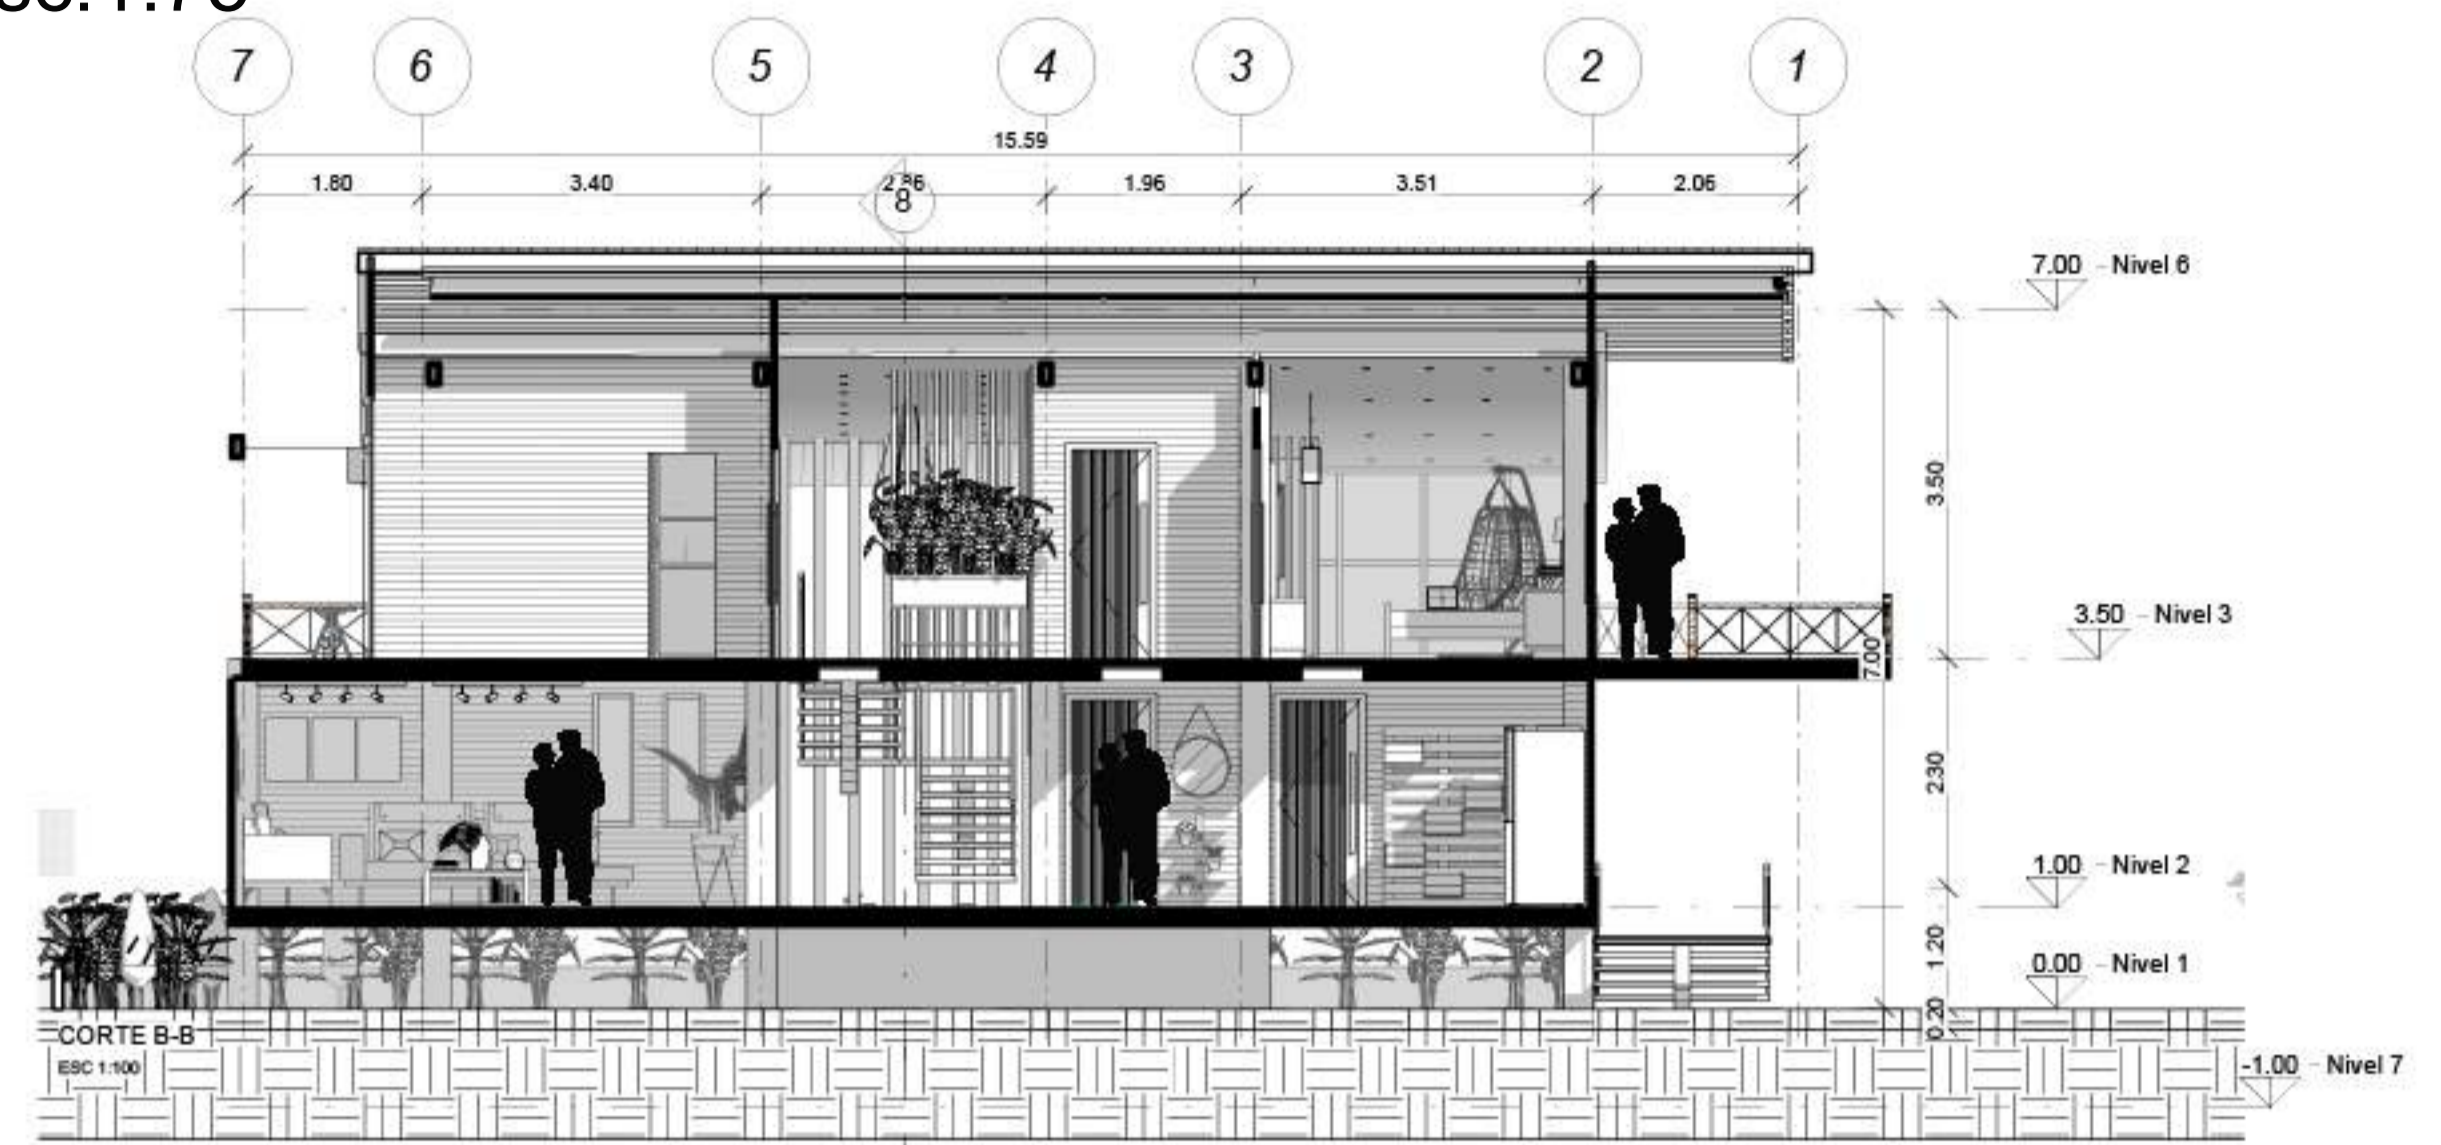 7 6 5 4 3 2 1
15.59
1.80 3.40 1.96 3.51 2.06
8
7.00 - Nivel 6
3.50
3.50 - Nivel 3
7.00
2.30
1.00 - Nivel 2
1.20
0.00 - Nivel 1
0.20
CORTE B-B
ESC 1:100
-1.00 - Nivel 7